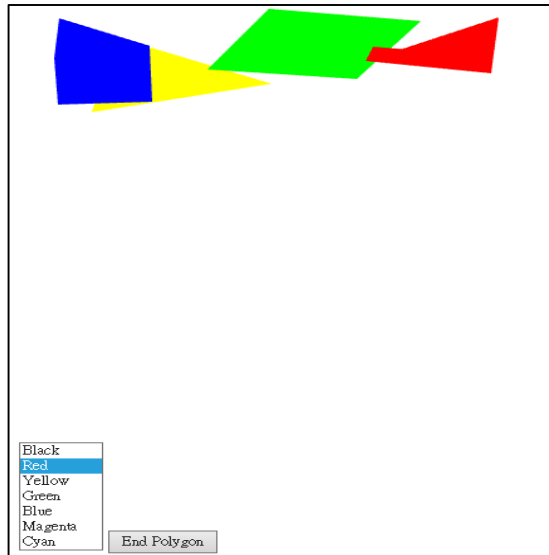 Black
Red
Yellow
Green
Blue
Magenta
Cyan
End Polygon